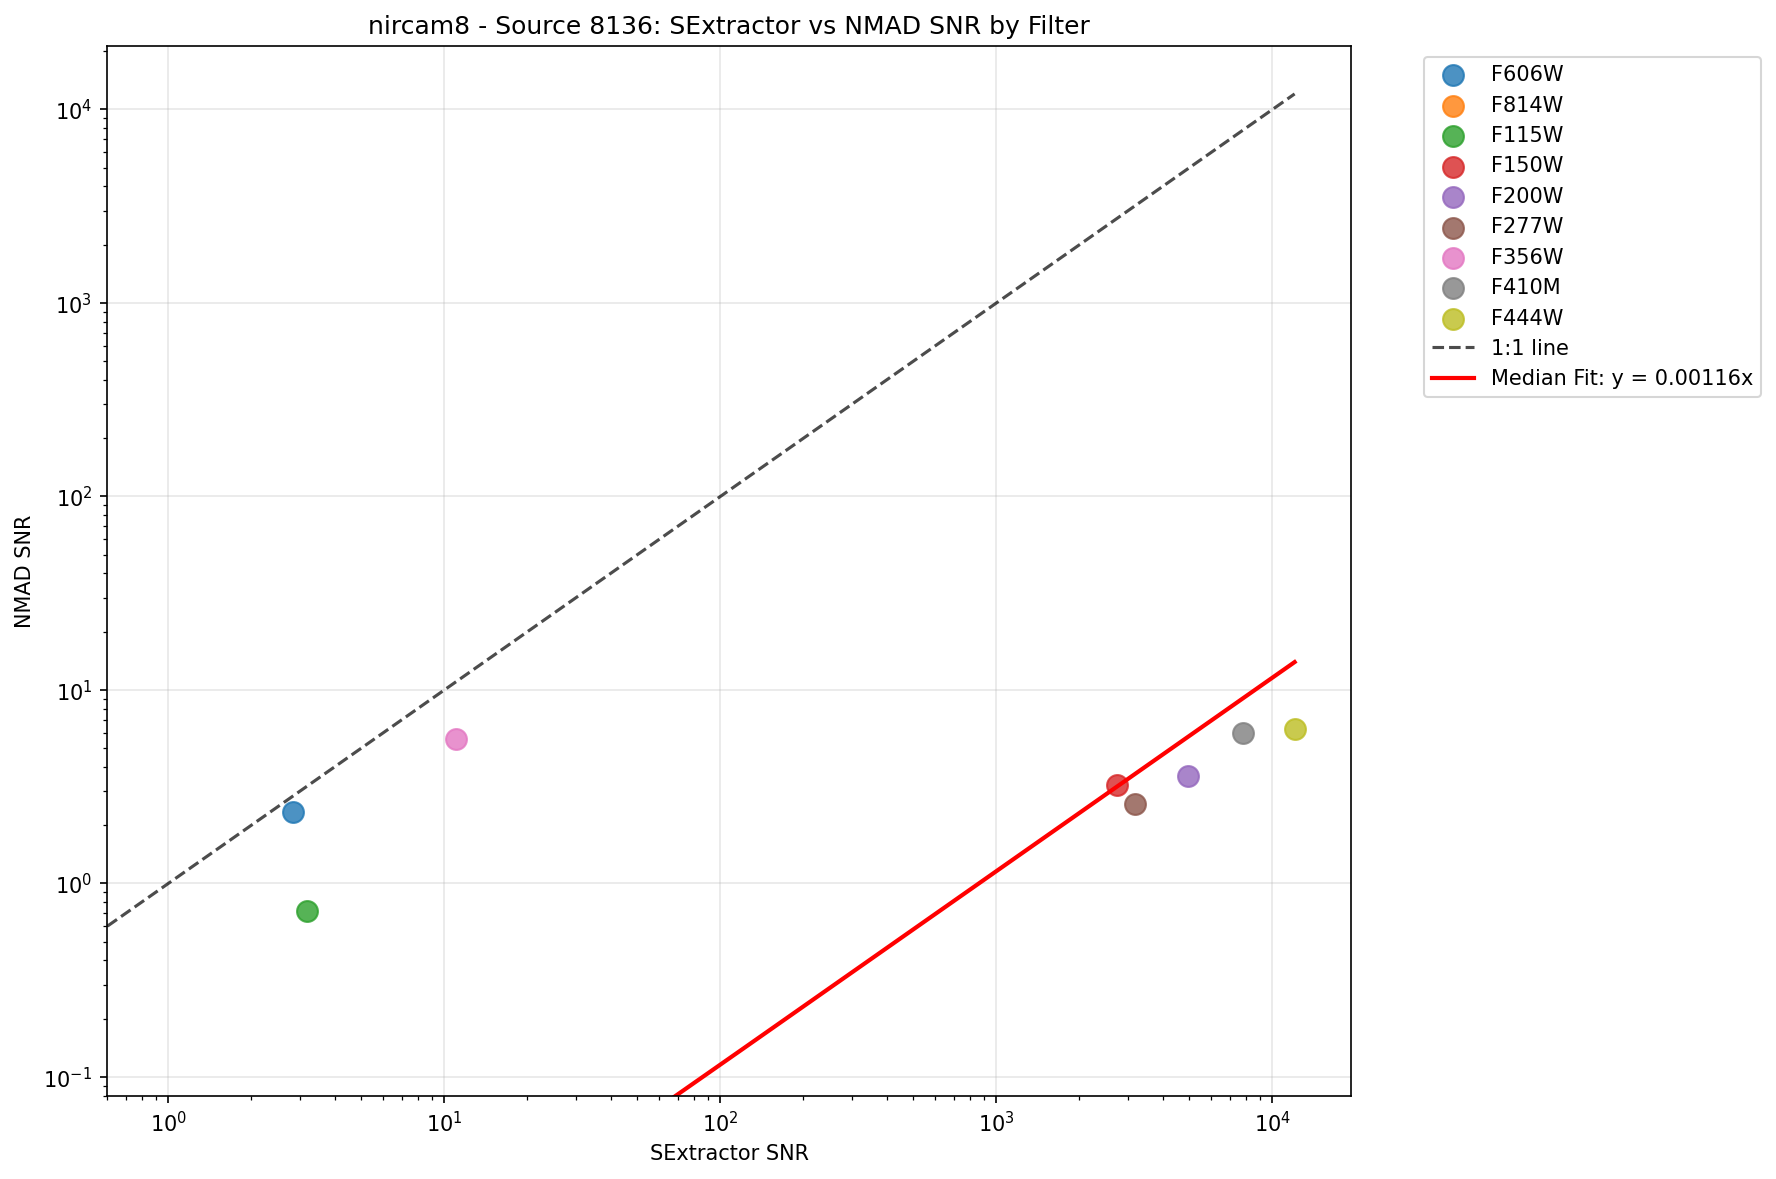 nircam8 - Source 8136: SExtractor vs NMAD SNR by Filter
F606W
F814W
F115W
F150W
F200W
F277W
F356W
F410M
F444W
1:1 line
Median Fit: y = 0.00116x
NMAD SNR
10⁴
10³
10²
10¹
10⁰
10⁻¹
10⁰ 10¹ 10² 10³ 10⁴
SExtractor SNR